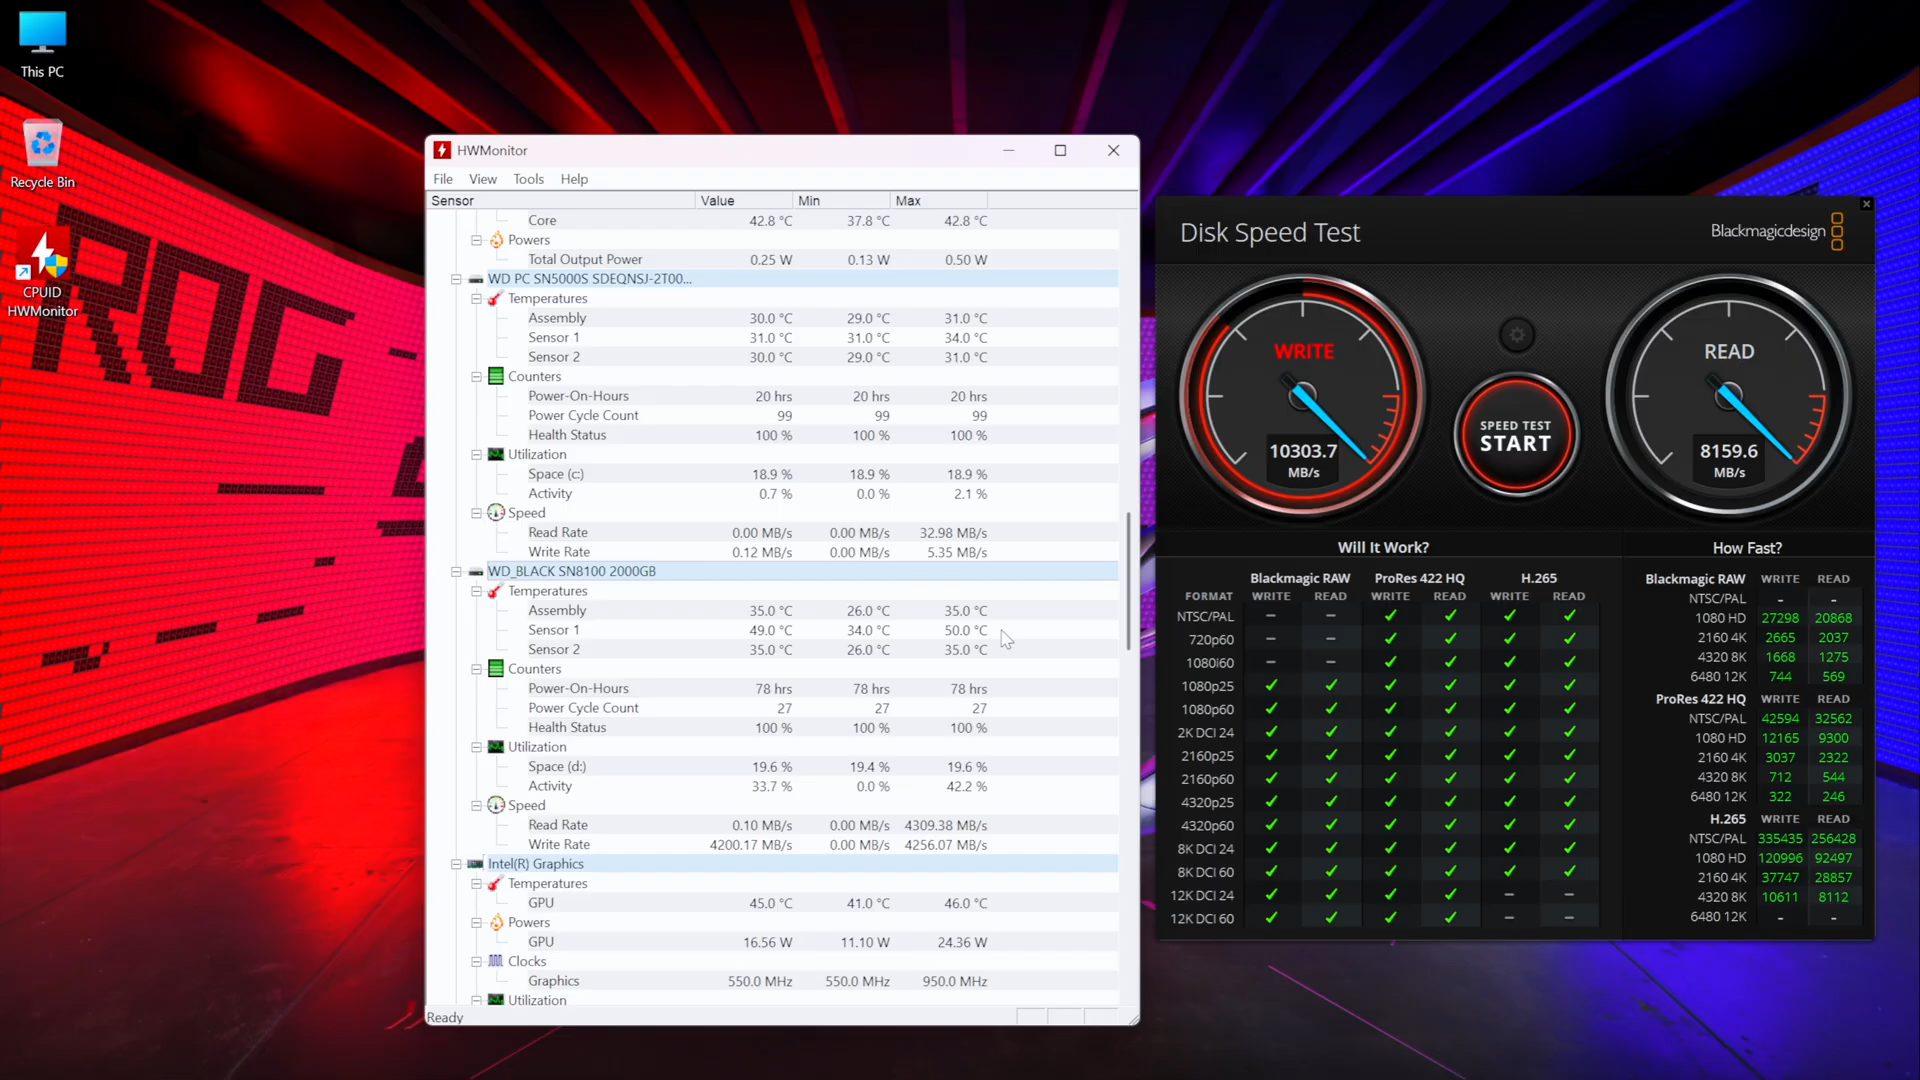 This PC
Recycle Bin
CPUID
HWMonitor
ROG
HWMonitor
File View Tools Help
Sensor Value Min Max
Core 42.8 °C 37.8 °C 42.8 °C
Powers
Total Output Power 0.25 W 0.13 W 0.50 W
WD PC SN5000S SDEQNSJ-2T00...
Temperatures
Assembly 30.0 °C 29.0 °C 31.0 °C
Sensor 1 31.0 °C 31.0 °C 34.0 °C
Sensor 2 30.0 °C 29.0 °C 31.0 °C
Counters
Power-On-Hours 20 hrs 20 hrs 20 hrs
Power Cycle Count 99 99 99
Health Status 100 % 100 % 100 %
Utilization
Space (c:) 18.9 % 18.9 % 18.9 %
Activity 0.7 % 0.0 % 2.1 %
Speed
Read Rate 0.00 MB/s 0.00 MB/s 32.98 MB/s
Write Rate 0.12 MB/s 0.00 MB/s 5.35 MB/s
WD_BLACK SN8100 2000GB
Temperatures
Assembly 35.0 °C 26.0 °C 35.0 °C
Sensor 1 49.0 °C 34.0 °C 50.0 °C
Sensor 2 35.0 °C 26.0 °C 35.0 °C
Counters
Power-On-Hours 78 hrs 78 hrs 78 hrs
Power Cycle Count 27 27 27
Health Status 100 % 100 % 100 %
Utilization
Space (d:) 19.6 % 19.4 % 19.6 %
Activity 33.7 % 0.0 % 42.2 %
Speed
Read Rate 0.10 MB/s 0.00 MB/s 4309.38 MB/s
Write Rate 4200.17 MB/s 0.00 MB/s 4256.07 MB/s
Intel(R) Graphics
Temperatures
GPU 45.0 °C 41.0 °C 46.0 °C
Powers
GPU 16.56 W 11.10 W 24.36 W
Clocks
Graphics 550.0 MHz 550.0 MHz 950.0 MHz
Utilization
Ready
Disk Speed Test
Blackmagicdesign
WRITE
10303.7
MB/s
SPEED TEST
START
READ
8159.6
MB/s
Will It Work?
Blackmagic RAW ProRes 422 HQ H.265
FORMAT WRITE READ WRITE READ WRITE READ
NTSC/PAL – – ✓ ✓ ✓ ✓
720p60 – – ✓ ✓ ✓ ✓
1080i60 – – ✓ ✓ ✓ ✓
1080p25 ✓ ✓ ✓ ✓ ✓ ✓
1080p60 ✓ ✓ ✓ ✓ ✓ ✓
2K DCI 24 ✓ ✓ ✓ ✓ ✓ ✓
2160p25 ✓ ✓ ✓ ✓ ✓ ✓
2160p60 ✓ ✓ ✓ ✓ ✓ ✓
4320p25 ✓ ✓ ✓ ✓ ✓ ✓
4320p60 ✓ ✓ ✓ ✓ ✓ ✓
8K DCI 24 ✓ ✓ ✓ ✓ ✓ ✓
8K DCI 60 ✓ ✓ ✓ ✓ ✓ ✓
12K DCI 24 ✓ ✓ ✓ ✓ – –
12K DCI 60 ✓ ✓ ✓ ✓ – –
How Fast?
Blackmagic RAW WRITE READ
NTSC/PAL - -
1080 HD 27298 20868
2160 4K 2665 2037
4320 8K 1668 1275
6480 12K 744 569
ProRes 422 HQ WRITE READ
NTSC/PAL 42594 32562
1080 HD 12165 9300
2160 4K 3037 2322
4320 8K 712 544
6480 12K 322 246
H.265 WRITE READ
NTSC/PAL 335435 256428
1080 HD 120996 92497
2160 4K 37747 28857
4320 8K 10611 8112
6480 12K - -